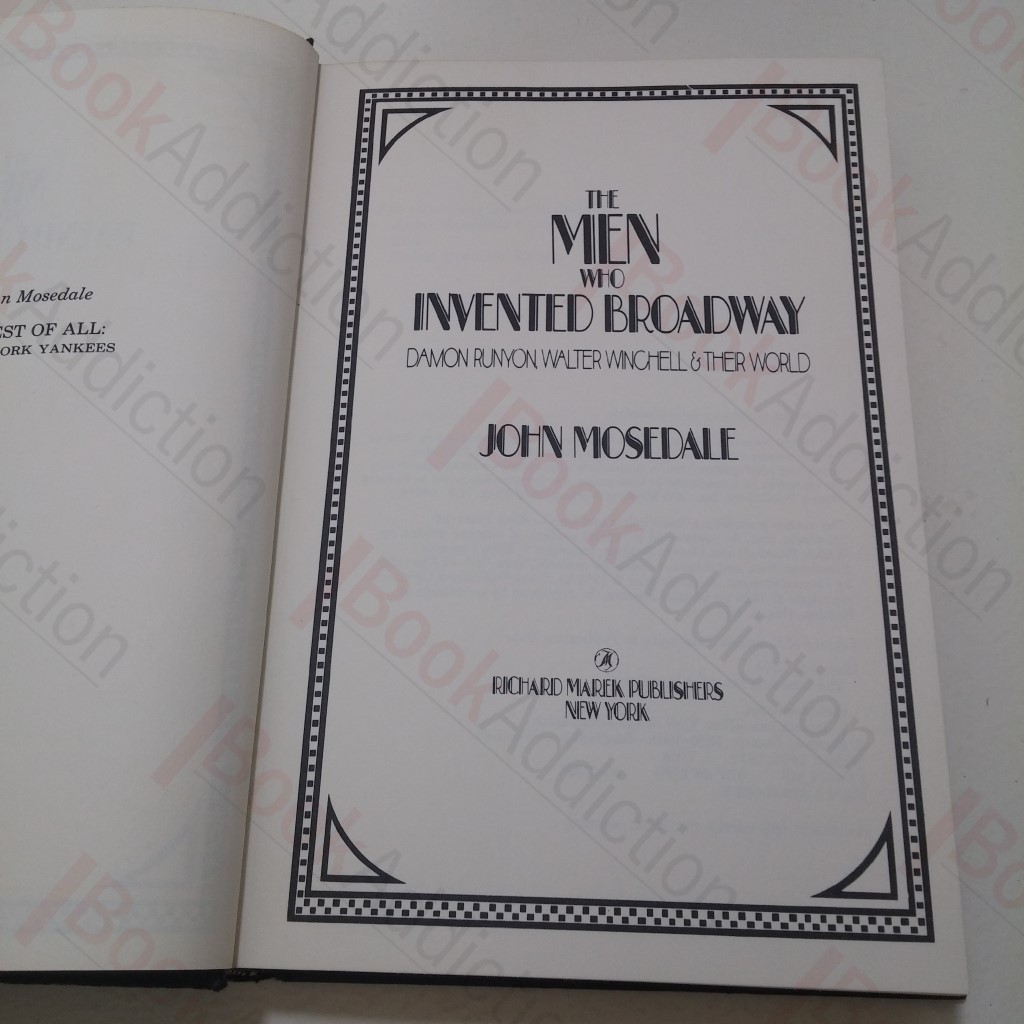 n Mosedale
EST OF ALL:
ORK YANKEES
THE
MEN
WHO
INVENTED BROADWAY
DAMON RUNYON, WALTER WINCHELL & THEIR WORLD
JOHN MOSEDALE
RICHARD MAREK PUBLISHERS
NEW YORK
BookAddiction